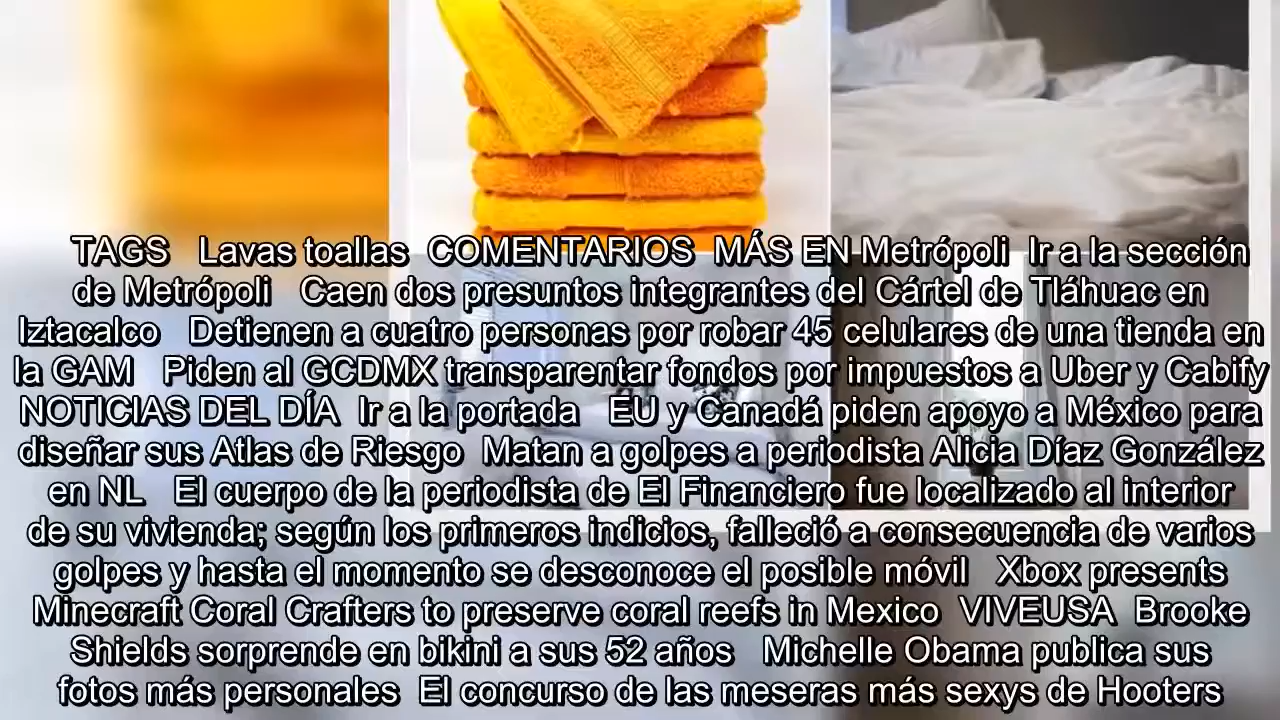 TAGS Lavas toallas COMENTARIOS MÁS EN Metrópoli Ir a la sección
de Metrópoli Caen dos presuntos integrantes del Cártel de Tláhuac en
Iztacalco Detienen a cuatro personas por robar 45 celulares de una tienda en
la GAM Piden al GCDMX transparentar fondos por impuestos a Uber y Cabify
NOTICIAS DEL DÍA Ir a la portada EU y Canadá piden apoyo a México para
diseñar sus Atlas de Riesgo Matan a golpes a periodista Alicia Díaz González
en NL El cuerpo de la periodista de El Financiero fue localizado al interior
de su vivienda; según los primeros indicios, falleció a consecuencia de varios
golpes y hasta el momento se desconoce el posible móvil Xbox presents
Minecraft Coral Crafters to preserve coral reefs in Mexico VIVEUSA Brooke
Shields sorprende en bikini a sus 52 años Michelle Obama publica sus
fotos más personales El concurso de las meseras más sexys de Hooters